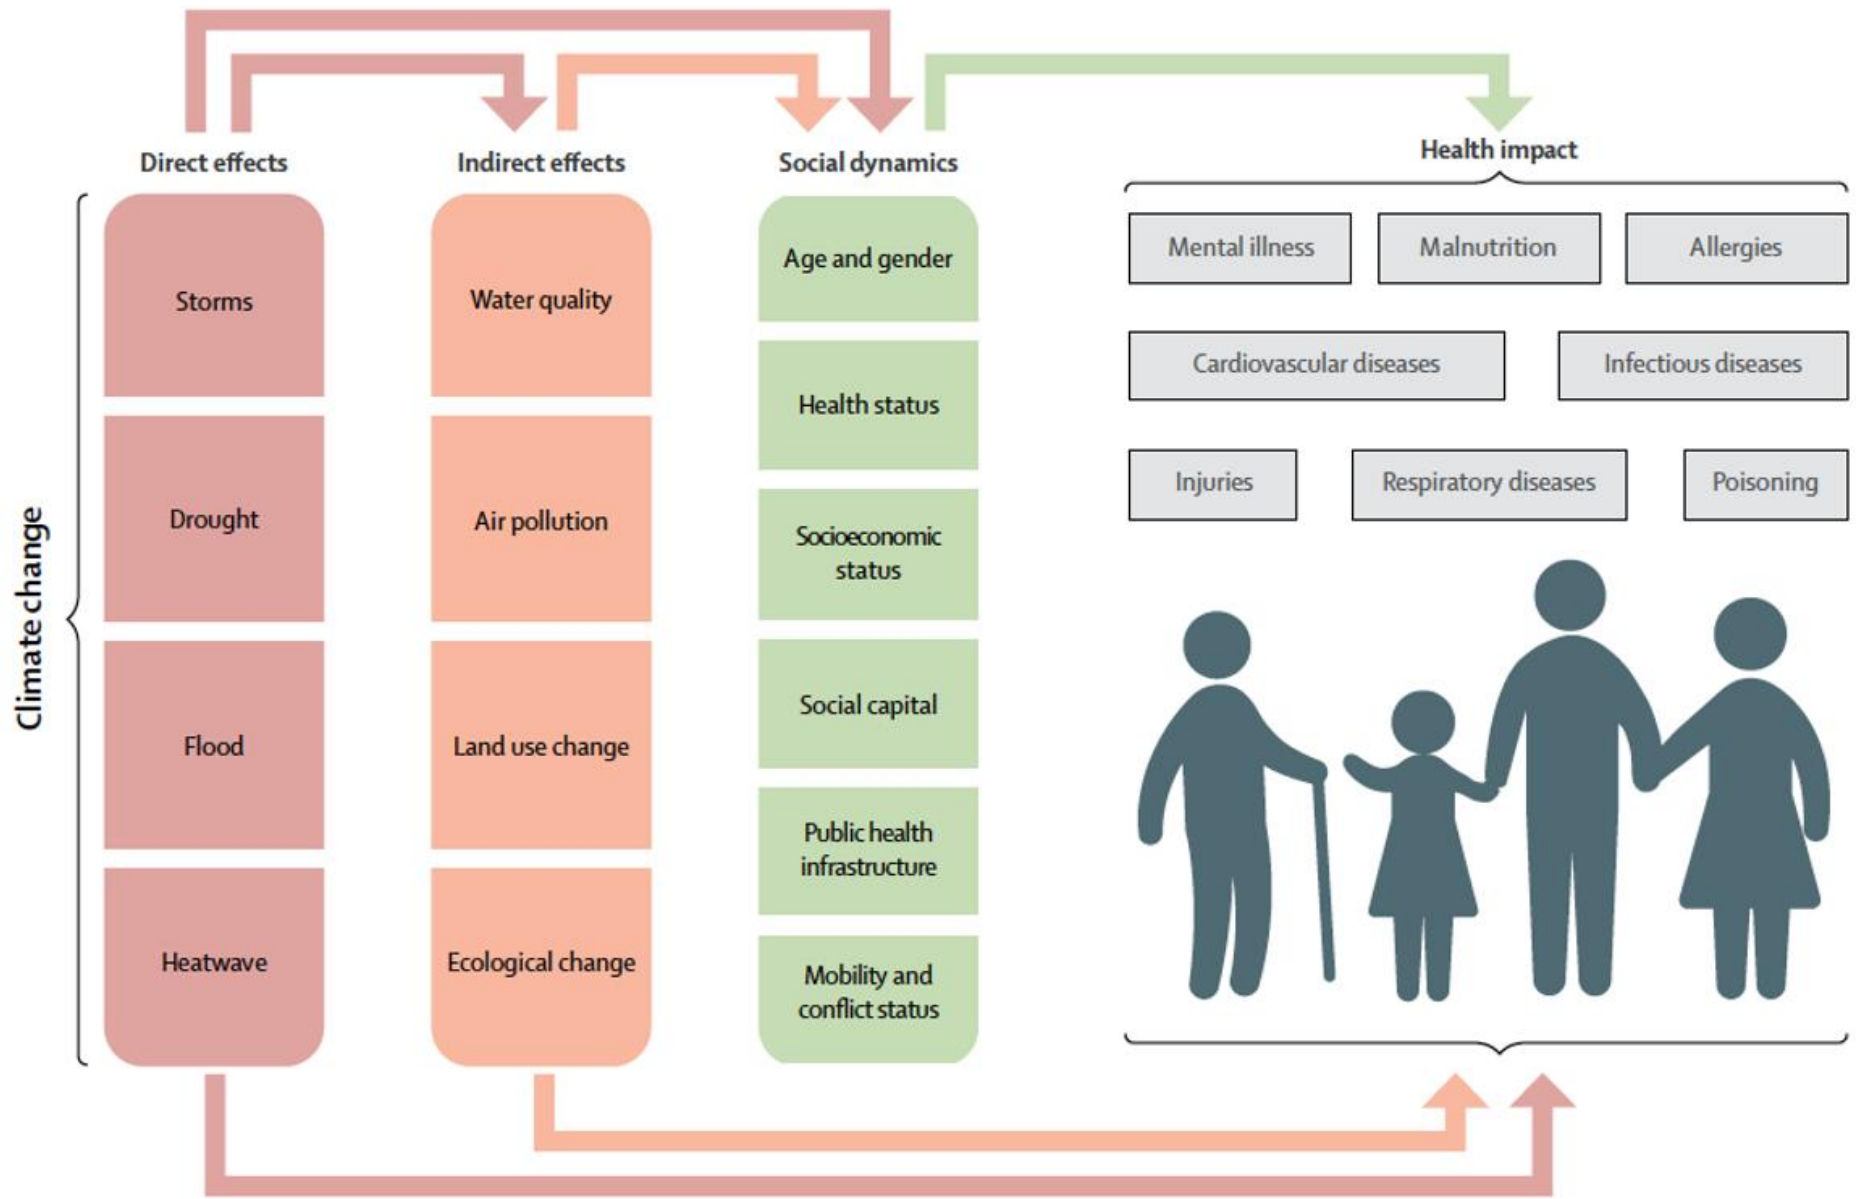 Direct effects
Indirect effects
Social dynamics
Health impact
Climate change
Storms
Drought
Flood
Heatwave
Water quality
Air pollution
Land use change
Ecological change
Age and gender
Health status
Socioeconomic
status
Social capital
Public health
infrastructure
Mobility and
conflict status
Mental illness
Malnutrition
Allergies
Cardiovascular diseases
Infectious diseases
Injuries
Respiratory diseases
Poisoning